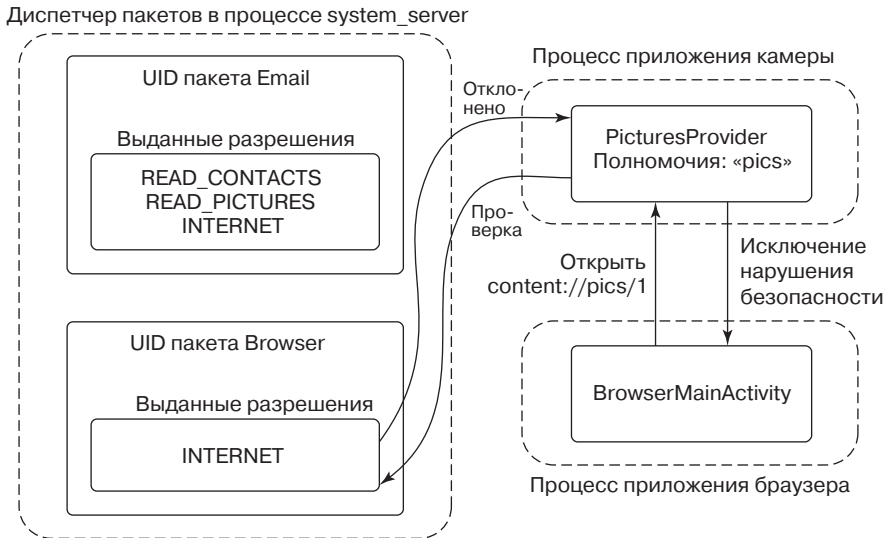 Диспетчер пакетов в процессе system_server
UID пакета Email
Выданные разрешения
READ_CONTACTS
READ_PICTURES
INTERNET
UID пакета Browser
Выданные разрешения
INTERNET
Откло-
нено
Про-
верка
Процесс приложения камеры
PicturesProvider
Полномочия: «pics»
Открыть
content://pics/1
Исключение
нарушения
безопасности
BrowserMainActivity
Процесс приложения браузера